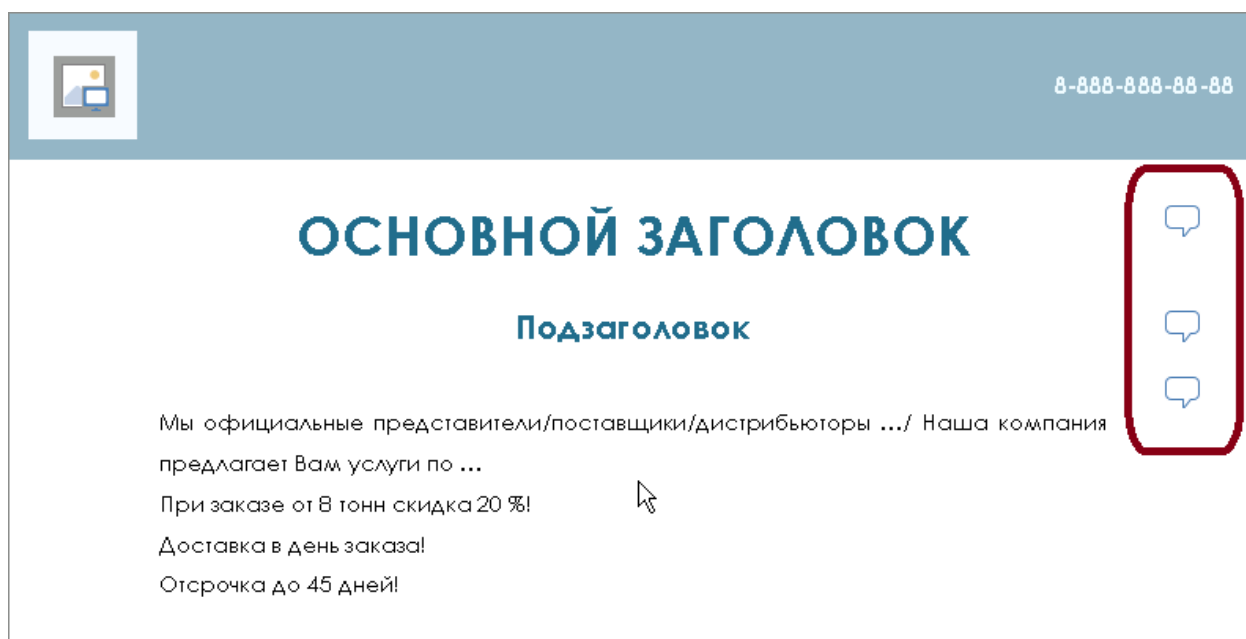 8-888-888-88-88
ОСНОВНОЙ ЗАГОЛОВОК
Подзаголовок
Мы официальные представители/поставщики/дистрибьюторы .../ Наша компания
предлагает Вам услуги по ...
При заказе от 8 тонн скидка 20 %!
Доставка в день заказа!
Отсрочка до 45 дней!